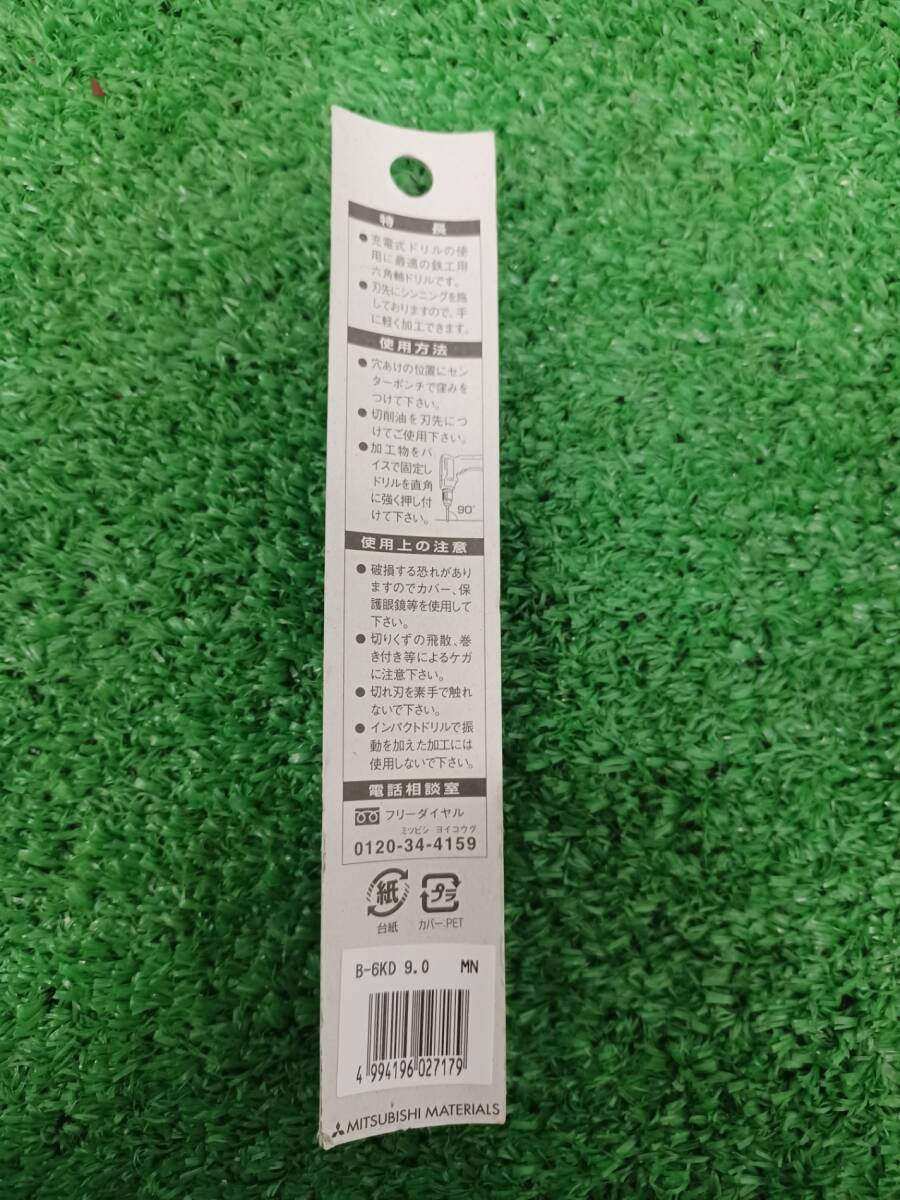 特 長
● 充電式ドリルの使
用に最適の鉄工用
六角軸ドリルです。
● 刃先にシンニングを施
しておりますので、手
に軽く加工できます。
使用方法
● 穴あけの位置にセン
ターポンチで窪みを
つけて下さい。
● 切削油を刃先につ
けてご使用下さい。
● 加工物をバ
イスで固定し
ドリルを直角
に強く押し付
けて下さい。
90°
使用上の注意
● 破損する恐れがあり
ますのでカバー、保
護眼鏡等を使用して
下さい。
● 切りくずの飛散、巻
き付き等によるケガ
に注意下さい。
● 切れ刃を素手で触れ
ないで下さい。
● インパクトドリルで振
動を加えた加工には
使用しないで下さい。
電話相談室
フリーダイヤル
ミツビシ ヨイコウグ
0120-34-4159
紙 プラ
台紙 カバー:PET
B-6KD 9.0 MN
4 994196 027179
MITSUBISHI MATERIALS